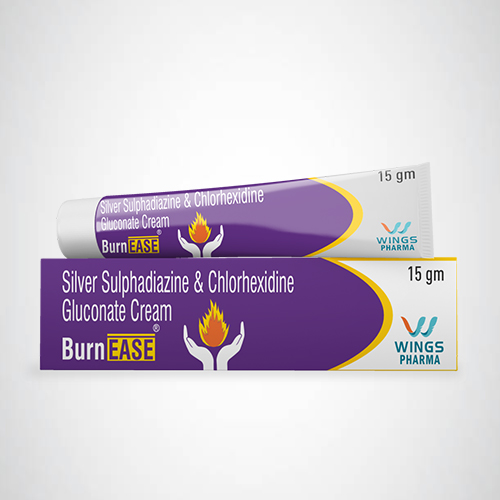 Silver Sulphadiazine & Chlorhexidine
Gluconate Cream
BurnEASE®
15 gm
WINGS
PHARMA
Silver Sulphadiazine & Chlorhexidine
Gluconate Cream
BurnEASE®
15 gm
WINGS
PHARMA